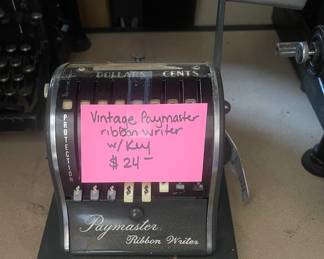 DOLLARS CENTS
PROTECTION
Vintage Paymaster
ribbon writer
w/Key
$24—
$ $
Paymaster
Ribbon Writer